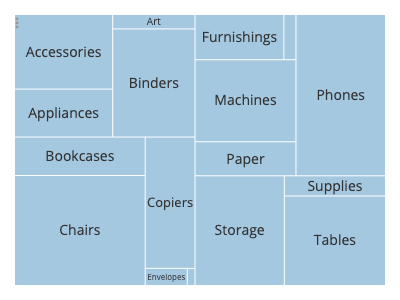 Accessories
Art
Binders
Furnishings
Phones
Machines
Appliances
Bookcases
Paper
Copiers
Supplies
Chairs
Storage
Tables
Envelopes